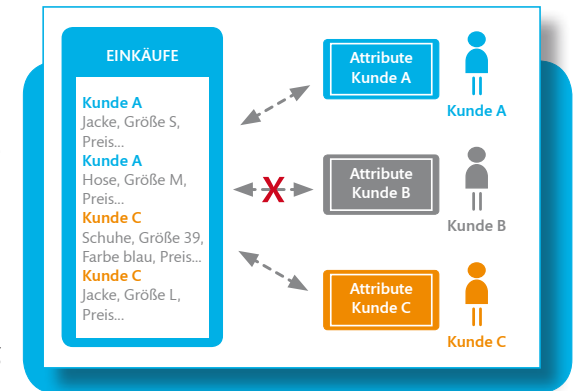 EINKÄUFE
Kunde A
Jacke, Größe S,
Preis...
Kunde A
Hose, Größe M,
Preis...
Kunde C
Schuhe, Größe 39,
Farbe blau, Preis...
Kunde C
Jacke, Größe L,
Preis...
X
Attribute
Kunde A
Kunde A
Attribute
Kunde B
Kunde B
Attribute
Kunde C
Kunde C